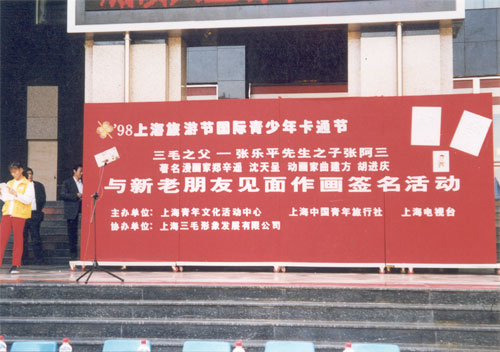 '98上海旅游节国际青少年卡通节
三毛之父—张乐平先生之子张阿三
著名漫画家郑辛遥 沈天呈 动画家曲建方 胡进庆
与新老朋友见面作画签名活动
主办单位：上海青年文化活动中心 上海中国青年旅行社 上海电视台
协办单位：上海三毛形象发展有限公司